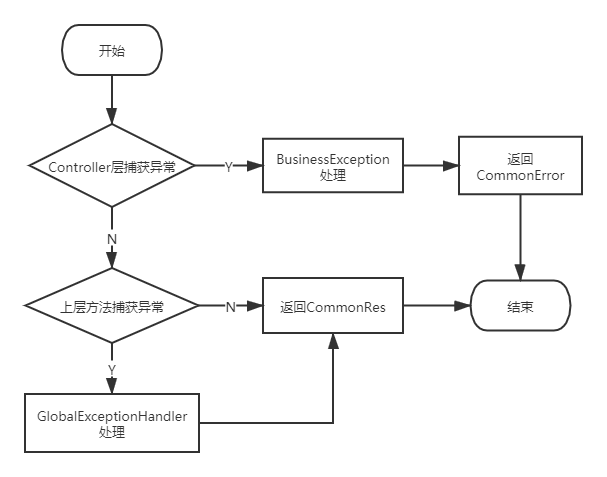 开始
Controller层捕获异常
Y
BusinessException
处理
返回
CommonError
N
上层方法捕获异常
N
返回CommonRes
结束
Y
GlobalExceptionHandler
处理